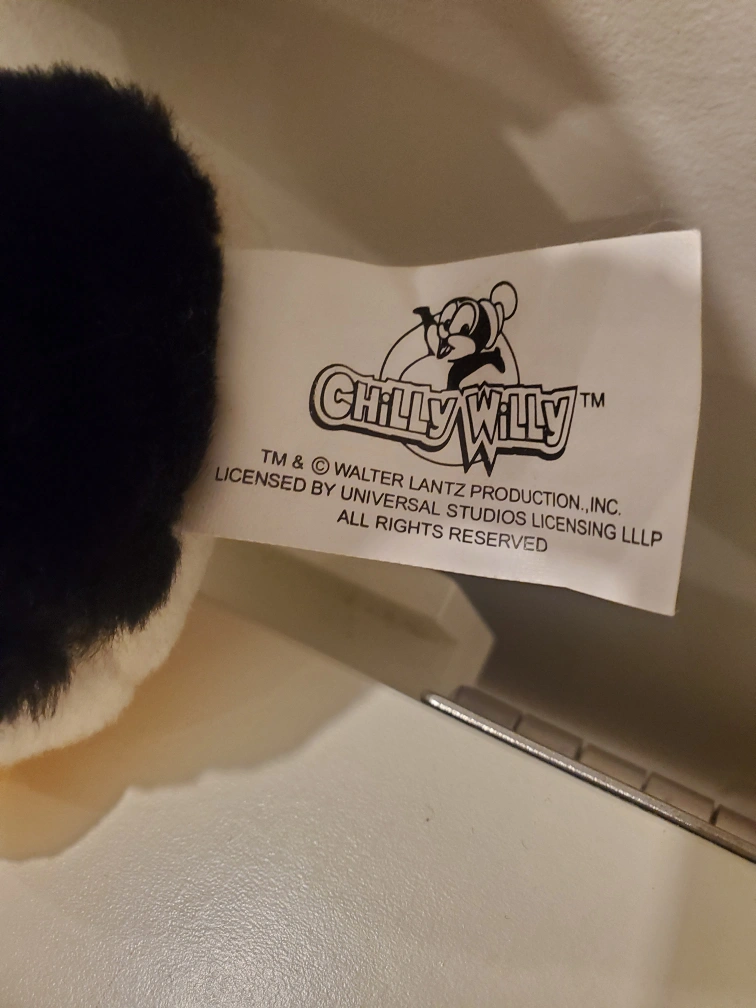 CHiLLY WiLLY™
TM & © WALTER LANTZ PRODUCTION.,INC.
LICENSED BY UNIVERSAL STUDIOS LICENSING LLLP
ALL RIGHTS RESERVED